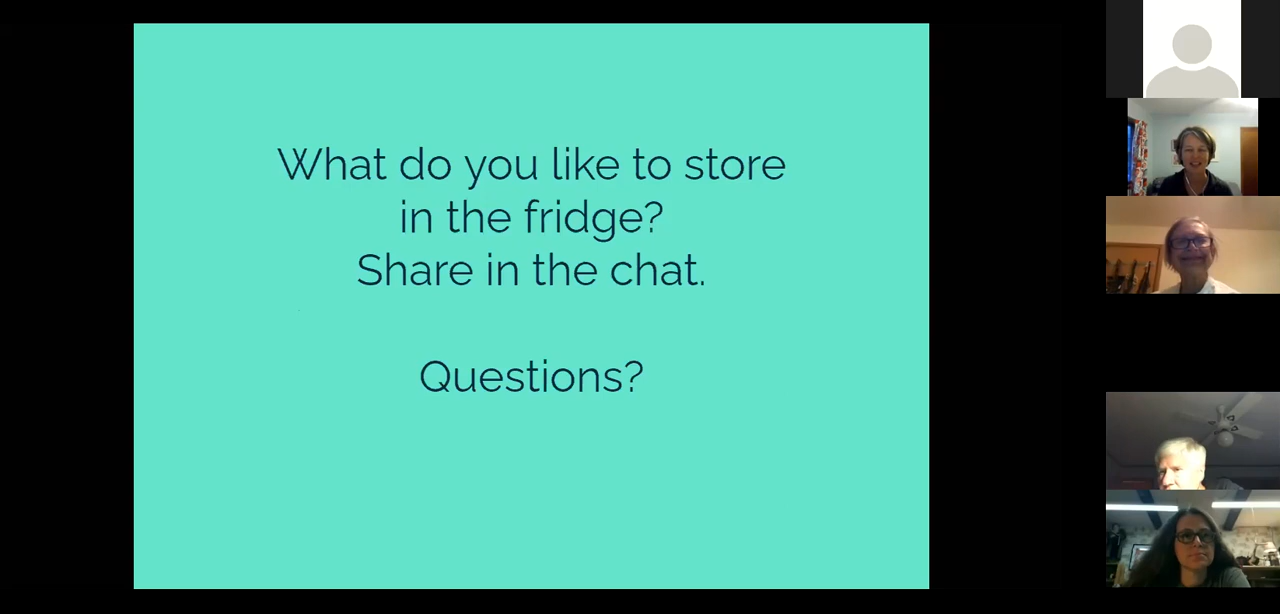 What do you like to store
in the fridge?
Share in the chat.
Questions?